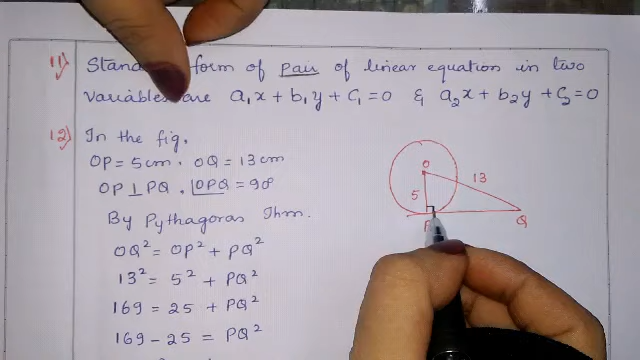 11) form of pair of linear equation in two
variables are a₁x + b₁y + c₁ = 0 & a₂x + b₂y + c₂ = 0
12) In the fig.
OP = 5cm. OQ = 13cm
OP ⊥ PQ. ∠OPQ = 90°
By Pythagoras Thm.
OQ² = OP² + PQ²
13² = 5² + PQ²
169 = 25 + PQ²
169 - 25 = PQ²
O
13
5
P
Q